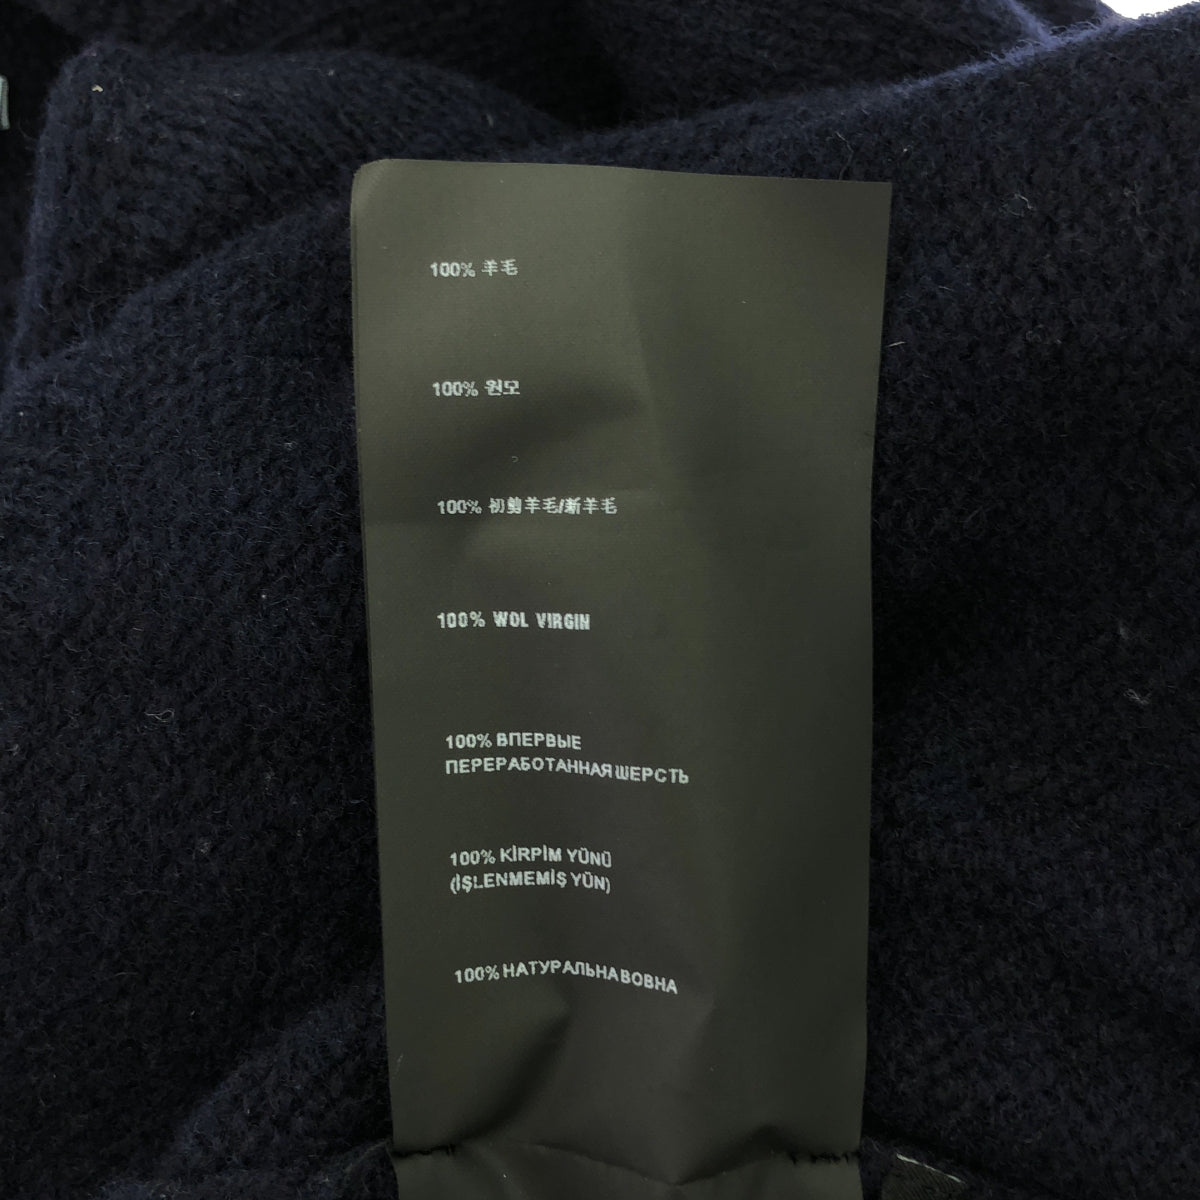 100% 羊毛
100% 원모
100% 初剪羊毛/新羊毛
100% WOL VIRGIN
100% ВПЕРВЫЕ
ПЕРЕРАБОТАННАЯ ШЕРСТЬ
100% KİRPİM YÜNÜ
(İŞLENMEMİŞ YÜN)
100% НАТУРАЛЬНА ВОВНА